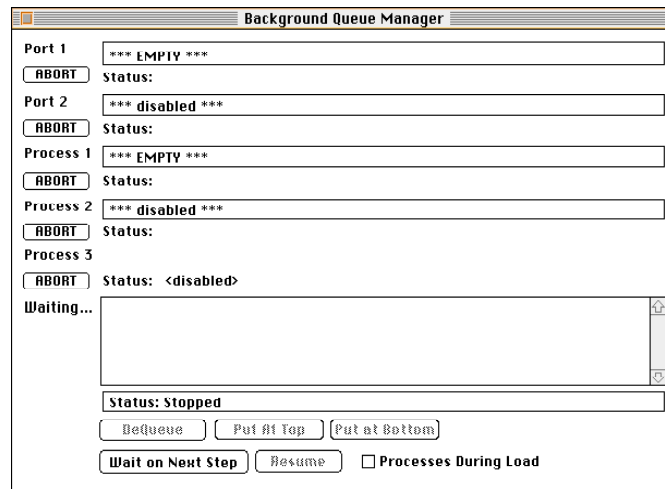 Background Queue Manager
Port 1
*** EMPTY ***
ABORT
Status:
Port 2
*** disabled ***
ABORT
Status:
Process 1
*** EMPTY ***
ABORT
Status:
Process 2
*** disabled ***
ABORT
Status:
Process 3
ABORT
Status: <disabled>
Waiting...
Status: Stopped
DeQueue
Put At Top
Put at Bottom
Wait on Next Step
Resume
Processes During Load